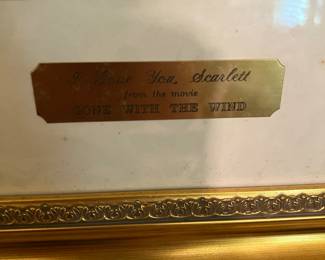 I Love You, Scarlett
from the movie
GONE WITH THE WIND